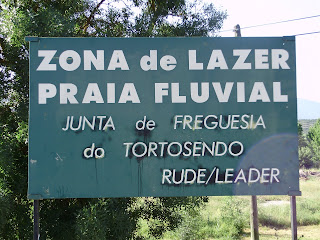 ZONA de LAZER
PRAIA FLUVIAL
JUNTA de FREGUESIA
do TORTOSENDO
RUDE/LEADER